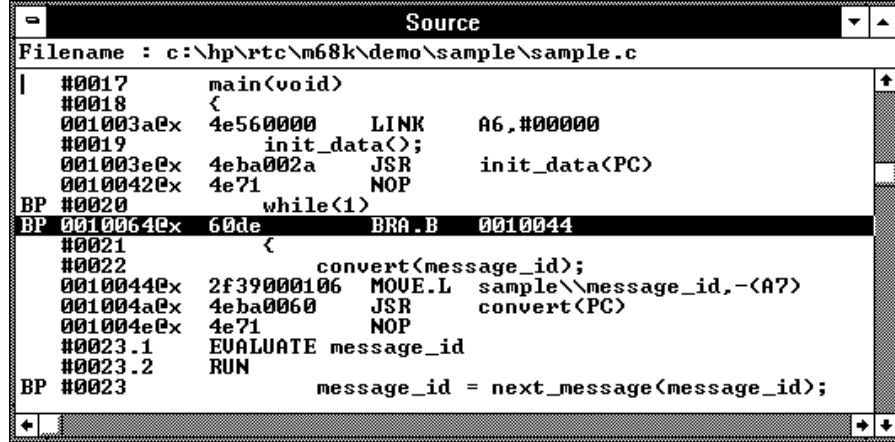 Source
Filename : c:\hp\rtc\m68k\demo\sample\sample.c
#0017 main(void)
#0018 {
001003a@x 4e560000 LINK A6,#00000
#0019 init_data();
001003e@x 4eba002a JSR init_data(PC)
0010042@x 4e71 NOP
BP #0020 while(1)
BP 0010064@x 60de BRA.B 0010044
#0021 {
#0022 convert(message_id);
0010044@x 2f39000106 MOVE.L sample\\message_id,-(A7)
001004a@x 4eba0060 JSR convert(PC)
001004e@x 4e71 NOP
#0023.1 EVALUATE message_id
#0023.2 RUN
BP #0023 message_id = next_message(message_id);